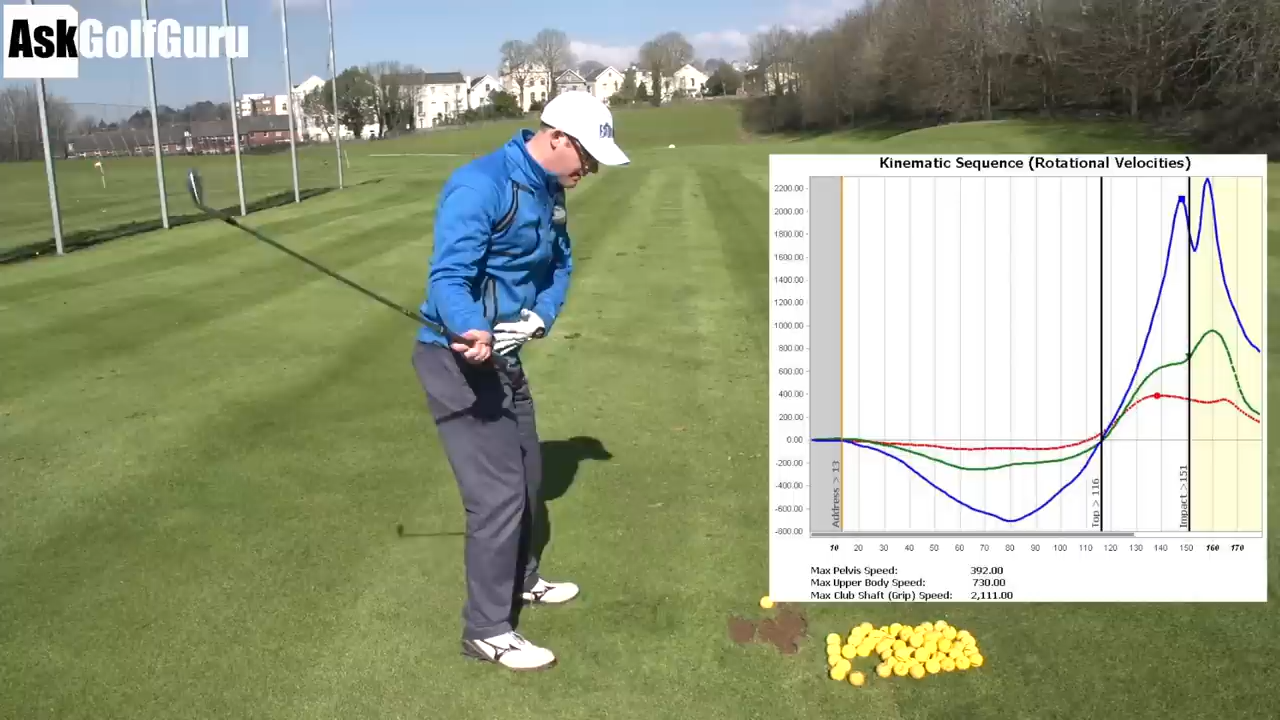 AskGolfGuru
Kinematic Sequence (Rotational Velocities)
2200.00
2000.00
1800.00
1600.00
1400.00
1200.00
1000.00
800.00
600.00
400.00
200.00
0.00
-200.00
-400.00
-600.00
-800.00
Address > 13
Top > 116
Impact >151
10 20 30 40 50 60 70 80 90 100 110 120 130 140 150 160 170
Max Pelvis Speed: 392.00
Max Upper Body Speed: 730.00
Max Club Shaft (Grip) Speed: 2,111.00